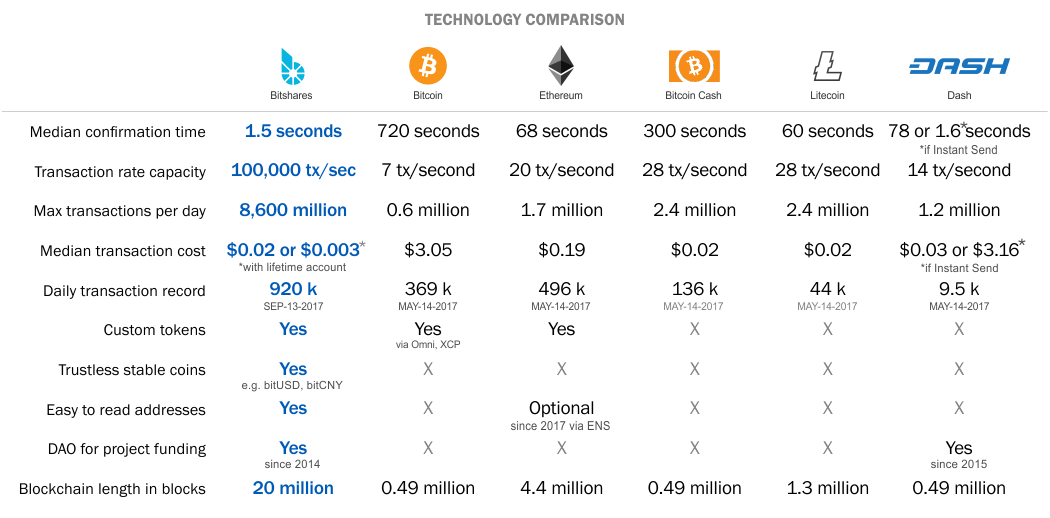 TECHNOLOGY COMPARISON
DASH
Bitshares Bitcoin Ethereum Bitcoin Cash Litecoin Dash
Median confirmation time 1.5 seconds 720 seconds 68 seconds 300 seconds 60 seconds 78 or 1.6*seconds
*if Instant Send
Transaction rate capacity 100,000 tx/sec 7 tx/second 20 tx/second 28 tx/second 28 tx/second 14 tx/second
Max transactions per day 8,600 million 0.6 million 1.7 million 2.4 million 2.4 million 1.2 million
Median transaction cost $0.02 or $0.003* $3.05 $0.19 $0.02 $0.02 $0.03 or $3.16*
*with lifetime account *if Instant Send
Daily transaction record 920 k 369 k 496 k 136 k 44 k 9.5 k
SEP-13-2017 MAY-14-2017 MAY-14-2017 MAY-14-2017 MAY-14-2017 MAY-14-2017
Custom tokens Yes Yes Yes X X X
via Omni, XCP
Trustless stable coins Yes X X X X X
e.g. bitUSD, bitCNY
Easy to read addresses Yes X Optional X X X
since 2017 via ENS
DAO for project funding Yes X X X X Yes
since 2014 since 2015
Blockchain length in blocks 20 million 0.49 million 4.4 million 0.49 million 1.3 million 0.49 million